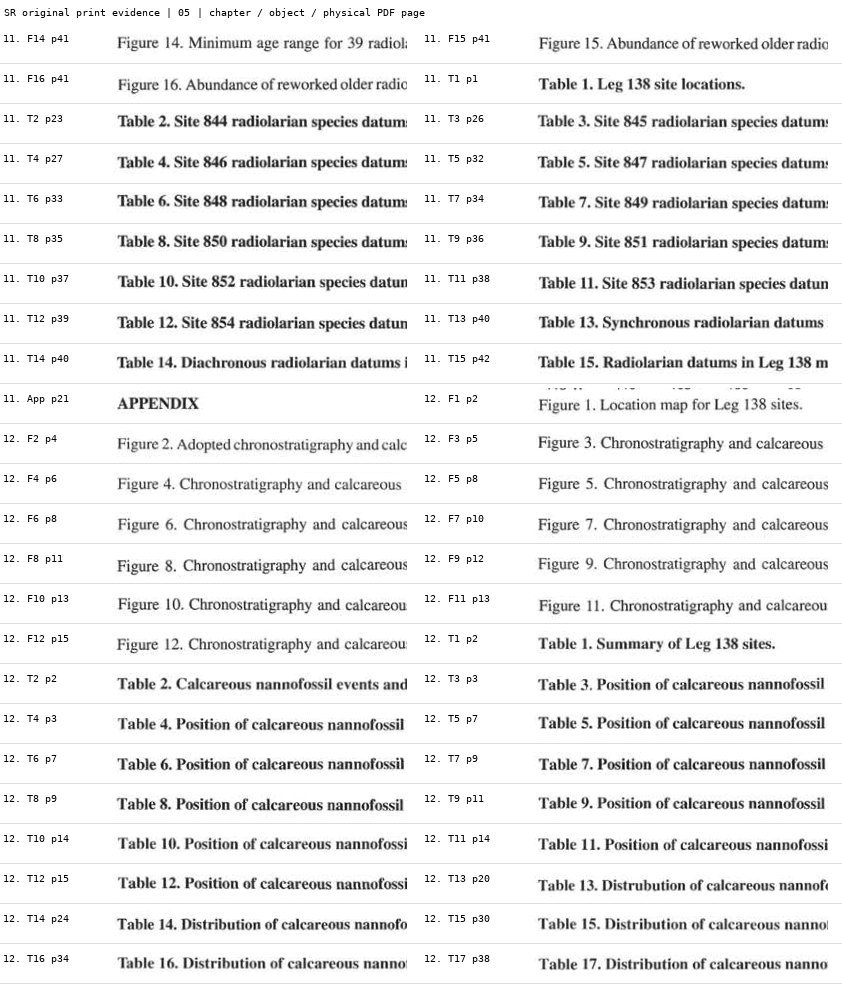 SR original print evidence | 05 | chapter / object / physical PDF page
11. F14 p41 Figure 14. Minimum age range for 39 radiol
11. F15 p41 Figure 15. Abundance of reworked older radio
11. F16 p41 Figure 16. Abundance of reworked older radio
11. T1 p1 Table 1. Leg 138 site locations.
11. T2 p23 Table 2. Site 844 radiolarian species datum
11. T3 p26 Table 3. Site 845 radiolarian species datum
11. T4 p27 Table 4. Site 846 radiolarian species datum
11. T5 p32 Table 5. Site 847 radiolarian species datum
11. T6 p33 Table 6. Site 848 radiolarian species datum
11. T7 p34 Table 7. Site 849 radiolarian species datum
11. T8 p35 Table 8. Site 850 radiolarian species datum
11. T9 p36 Table 9. Site 851 radiolarian species datum
11. T10 p37 Table 10. Site 852 radiolarian species datun
11. T11 p38 Table 11. Site 853 radiolarian species datun
11. T12 p39 Table 12. Site 854 radiolarian species datun
11. T13 p40 Table 13. Synchronous radiolarian datums
11. T14 p40 Table 14. Diachronous radiolarian datums i
11. T15 p42 Table 15. Radiolarian datums in Leg 138 m
11. App p21 APPENDIX
12. F1 p2 Figure 1. Location map for Leg 138 sites.
12. F2 p4 Figure 2. Adopted chronostratigraphy and calc
12. F3 p5 Figure 3. Chronostratigraphy and calcareous
12. F4 p6 Figure 4. Chronostratigraphy and calcareous
12. F5 p8 Figure 5. Chronostratigraphy and calcareous
12. F6 p8 Figure 6. Chronostratigraphy and calcareous
12. F7 p10 Figure 7. Chronostratigraphy and calcareous
12. F8 p11 Figure 8. Chronostratigraphy and calcareous
12. F9 p12 Figure 9. Chronostratigraphy and calcareous
12. F10 p13 Figure 10. Chronostratigraphy and calcareou
12. F11 p13 Figure 11. Chronostratigraphy and calcareou
12. F12 p15 Figure 12. Chronostratigraphy and calcareou
12. T1 p2 Table 1. Summary of Leg 138 sites.
12. T2 p2 Table 2. Calcareous nannofossil events and
12. T3 p3 Table 3. Position of calcareous nannofossil
12. T4 p3 Table 4. Position of calcareous nannofossil
12. T5 p7 Table 5. Position of calcareous nannofossil
12. T6 p7 Table 6. Position of calcareous nannofossil
12. T7 p9 Table 7. Position of calcareous nannofossil
12. T8 p9 Table 8. Position of calcareous nannofossil
12. T9 p11 Table 9. Position of calcareous nannofossil
12. T10 p14 Table 10. Position of calcareous nannofossi
12. T11 p14 Table 11. Position of calcareous nannofossi
12. T12 p15 Table 12. Position of calcareous nannofossi
12. T13 p20 Table 13. Distrubution of calcareous nannof
12. T14 p24 Table 14. Distribution of calcareous nannofo
12. T15 p30 Table 15. Distribution of calcareous nanno
12. T16 p34 Table 16. Distribution of calcareous nanno
12. T17 p38 Table 17. Distribution of calcareous nanno